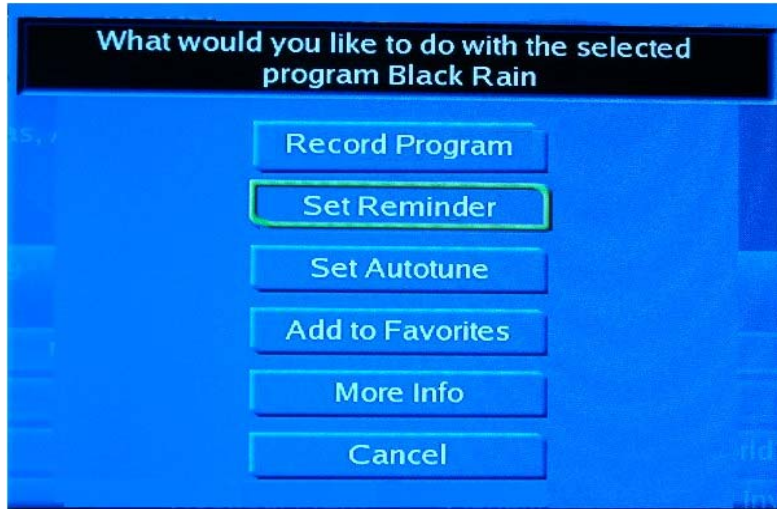 What would you like to do with the selected
program Black Rain
Record Program
Set Reminder
Set Autotune
Add to Favorites
More Info
Cancel